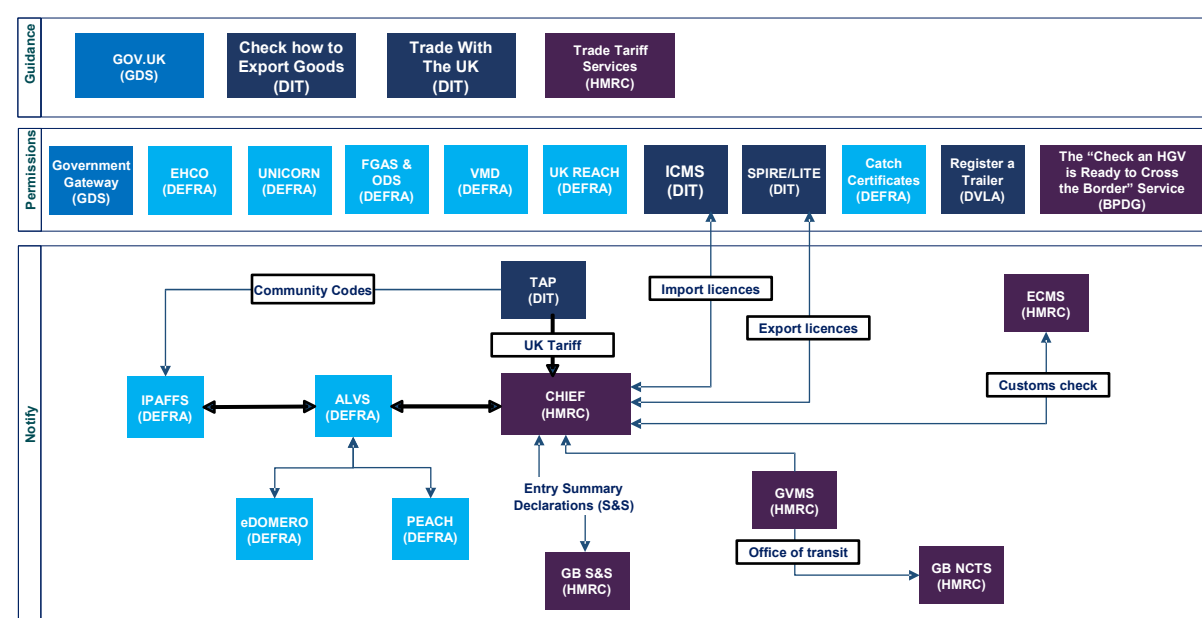 Guidance
GOV.UK
(GDS)
Check how to
Export Goods
(DIT)
Trade With
The UK
(DIT)
Trade Tariff
Services
(HMRC)
Permissions
Government
Gateway
(GDS)
EHCO
(DEFRA)
UNICORN
(DEFRA)
FGAS &
ODS
(DEFRA)
VMD
(DEFRA)
UK REACH
(DEFRA)
ICMS
(DIT)
SPIRE/LITE
(DIT)
Catch
Certificates
(DEFRA)
Register a
Trailer
(DVLA)
The “Check an HGV
is Ready to Cross
the Border” Service
(BPDG)
Notify
Community Codes
TAP
(DIT)
UK Tariff
Import licences
Export licences
ECMS
(HMRC)
Customs check
IPAFFS
(DEFRA)
ALVS
(DEFRA)
CHIEF
(HMRC)
eDOMERO
(DEFRA)
PEACH
(DEFRA)
Entry Summary
Declarations (S&S)
GB S&S
(HMRC)
GVMS
(HMRC)
Office of transit
GB NCTS
(HMRC)